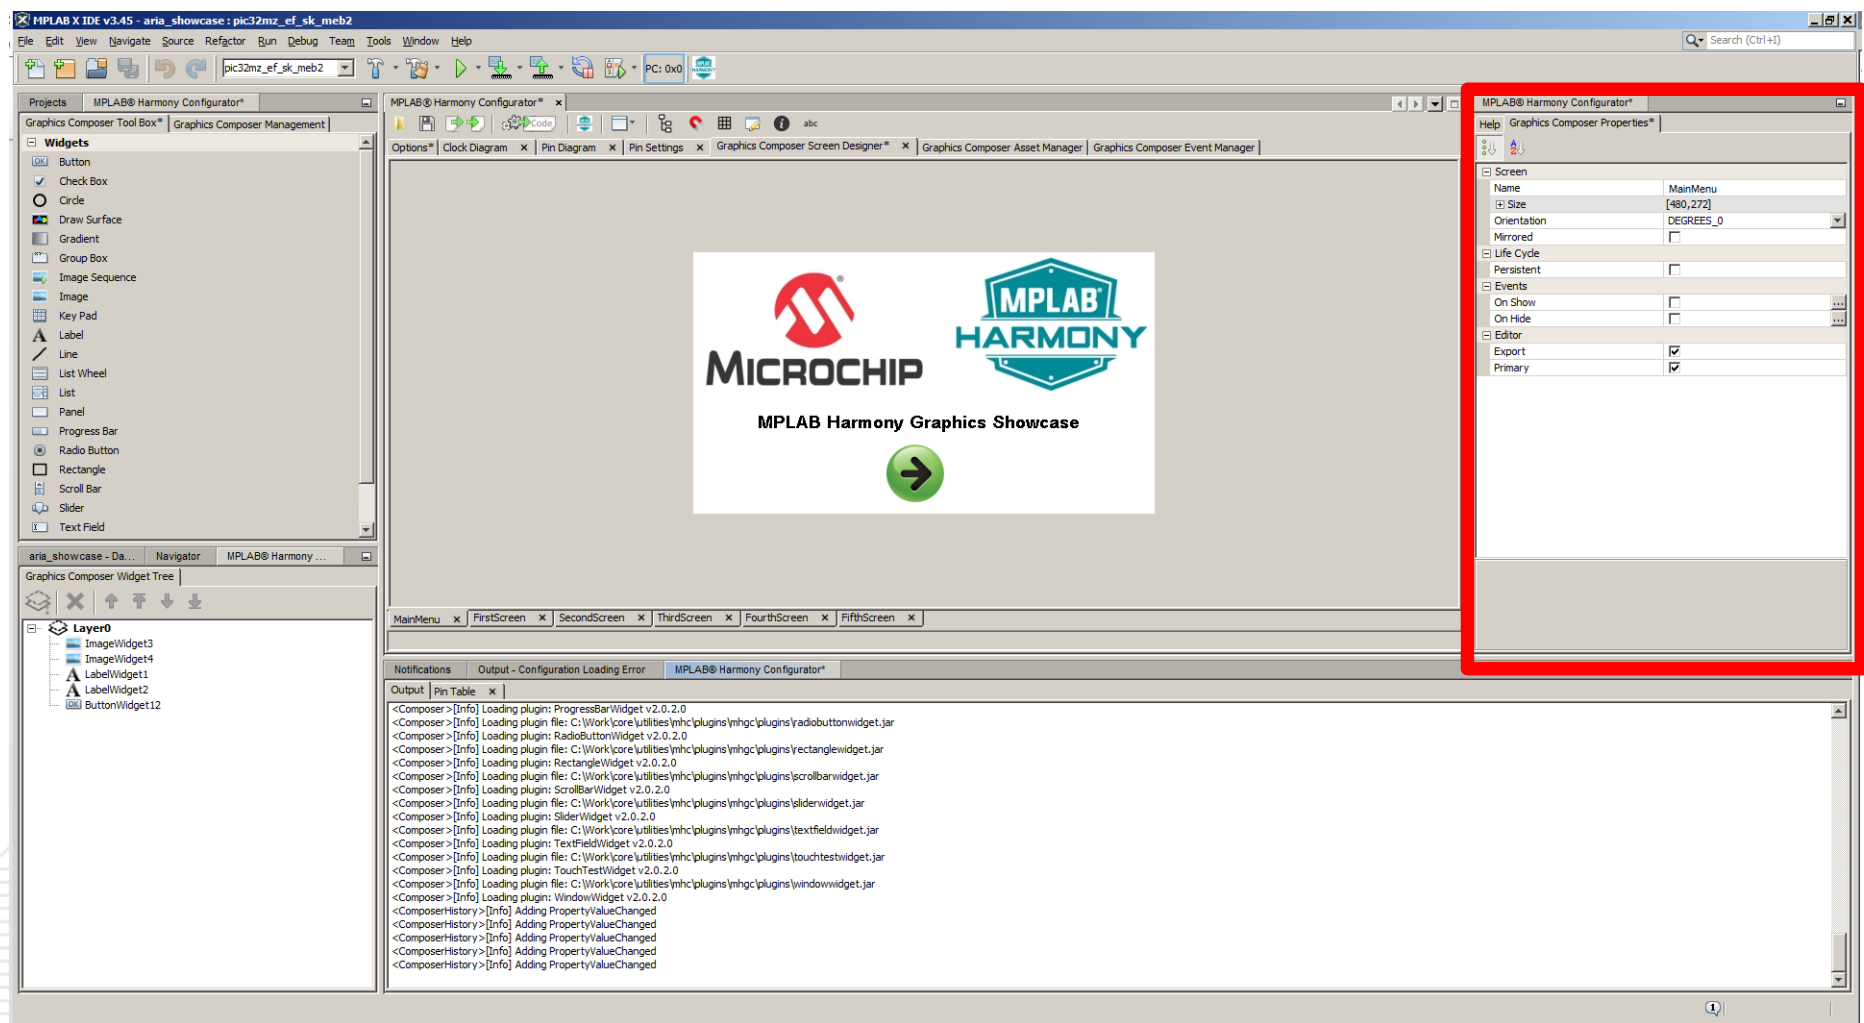 MPLAB X IDE v3.45 - aria_showcase : pic32mz_ef_sk_meb2
File Edit View Navigate Source Refactor Run Debug Team Tools Window Help
Search (Ctrl+I)
pic32mz_ef_sk_meb2
PC: 0x0
Projects MPLAB® Harmony Configurator*
Graphics Composer Tool Box* Graphics Composer Management
Widgets
Button
Check Box
Circle
Draw Surface
Gradient
Group Box
Image Sequence
Image
Key Pad
Label
Line
List Wheel
List
Panel
Progress Bar
Radio Button
Rectangle
Scroll Bar
Slider
Text Field
aria_showcase - Da... Navigator MPLAB® Harmony ...
Graphics Composer Widget Tree
Layer0
ImageWidget3
ImageWidget4
LabelWidget1
LabelWidget2
ButtonWidget12
MPLAB® Harmony Configurator*
Code
abc
Options* Clock Diagram Pin Diagram Pin Settings Graphics Composer Screen Designer* Graphics Composer Asset Manager Graphics Composer Event Manager
MICROCHIP
MPLAB®
HARMONY
MPLAB Harmony Graphics Showcase
MainMenu FirstScreen SecondScreen ThirdScreen FourthScreen FifthScreen
Notifications Output - Configuration Loading Error MPLAB® Harmony Configurator*
Output Pin Table
<Composer>[Info] Loading plugin: ProgressBarWidget v2.0.2.0
<Composer>[Info] Loading plugin file: C:\Work\core\utilities\mhc\plugins\mhgc\plugins\radiobuttonwidget.jar
<Composer>[Info] Loading plugin: RadioButtonWidget v2.0.2.0
<Composer>[Info] Loading plugin file: C:\Work\core\utilities\mhc\plugins\mhgc\plugins\rectanglewidget.jar
<Composer>[Info] Loading plugin: RectangleWidget v2.0.2.0
<Composer>[Info] Loading plugin file: C:\Work\core\utilities\mhc\plugins\mhgc\plugins\scrollbarwidget.jar
<Composer>[Info] Loading plugin: ScrollBarWidget v2.0.2.0
<Composer>[Info] Loading plugin file: C:\Work\core\utilities\mhc\plugins\mhgc\plugins\sliderwidget.jar
<Composer>[Info] Loading plugin: SliderWidget v2.0.2.0
<Composer>[Info] Loading plugin file: C:\Work\core\utilities\mhc\plugins\mhgc\plugins\textfieldwidget.jar
<Composer>[Info] Loading plugin: TextFieldWidget v2.0.2.0
<Composer>[Info] Loading plugin file: C:\Work\core\utilities\mhc\plugins\mhgc\plugins\touchtestwidget.jar
<Composer>[Info] Loading plugin: TouchTestWidget v2.0.2.0
<Composer>[Info] Loading plugin file: C:\Work\core\utilities\mhc\plugins\mhgc\plugins\windowwidget.jar
<Composer>[Info] Loading plugin: WindowWidget v2.0.2.0
<ComposerHistory>[Info] Adding PropertyValueChanged
<ComposerHistory>[Info] Adding PropertyValueChanged
<ComposerHistory>[Info] Adding PropertyValueChanged
<ComposerHistory>[Info] Adding PropertyValueChanged
<ComposerHistory>[Info] Adding PropertyValueChanged
MPLAB® Harmony Configurator*
Help Graphics Composer Properties*
Screen
Name MainMenu
Size [480,272]
Orientation DEGREES_0
Mirrored
Life Cycle
Persistent
Events
On Show ...
On Hide ...
Editor
Export
Primary
1